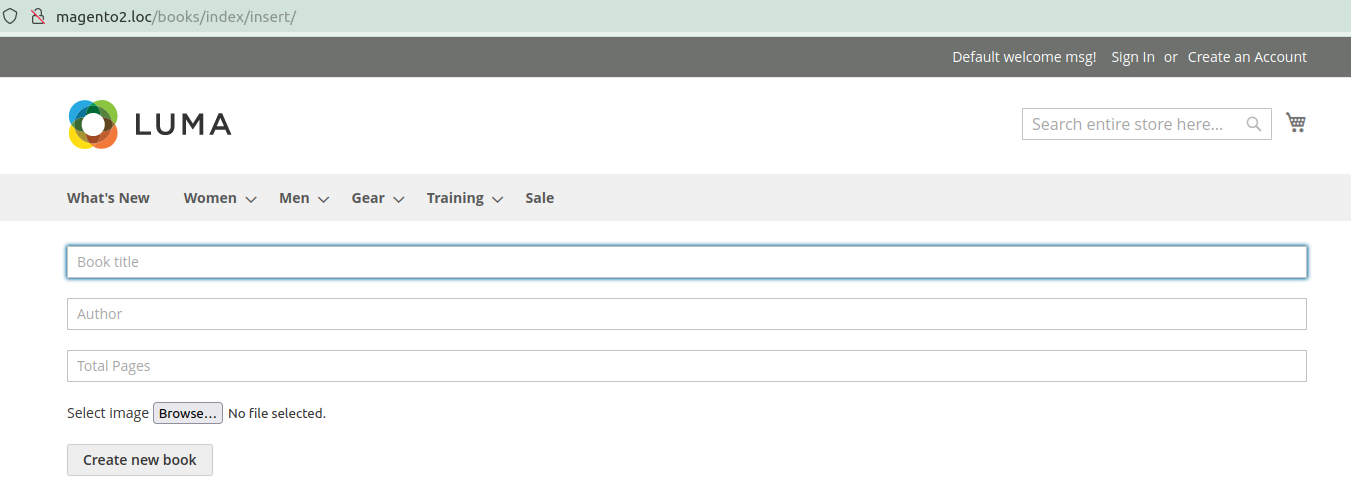 magento2.loc/books/index/insert/
Default welcome msg! Sign In or Create an Account
LUMA
Search entire store here...
What's New Women Men Gear Training Sale
Book title
Author
Total Pages
Select image Browse... No file selected.
Create new book